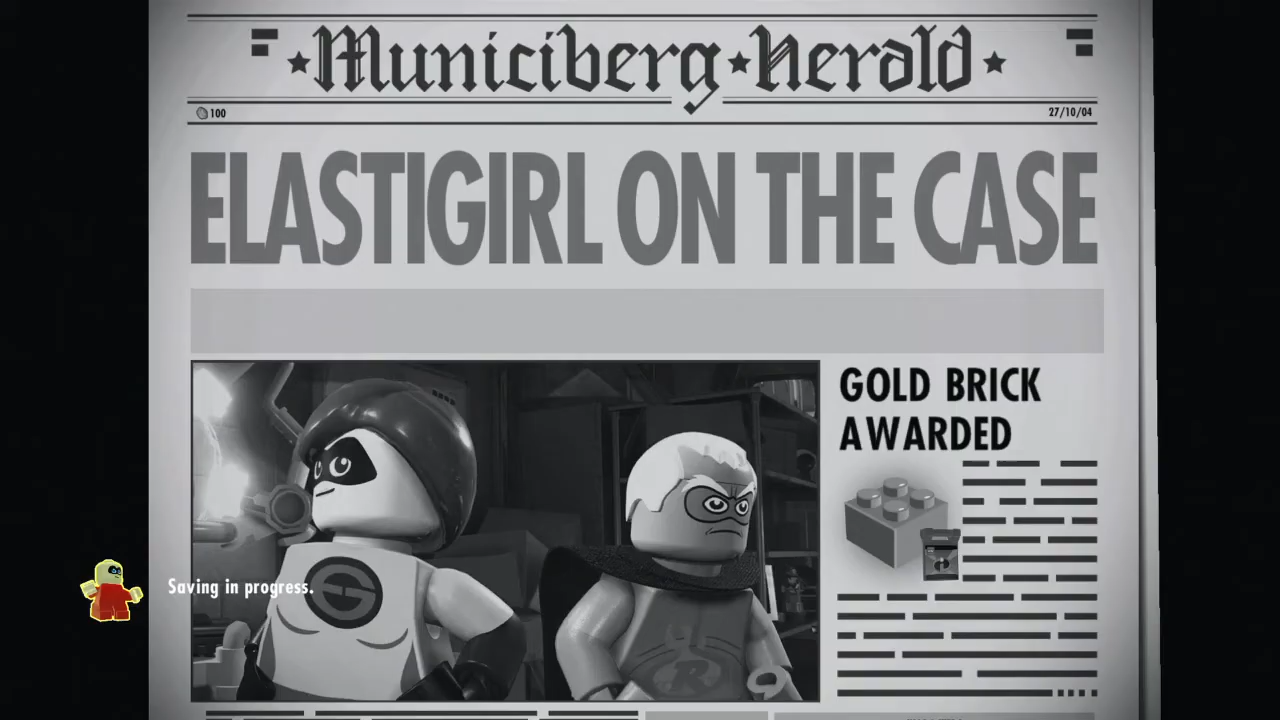 Municiberg Herald
100
27/10/04
ELASTIGIRL ON THE CASE
GOLD BRICK
AWARDED
Saving in progress.